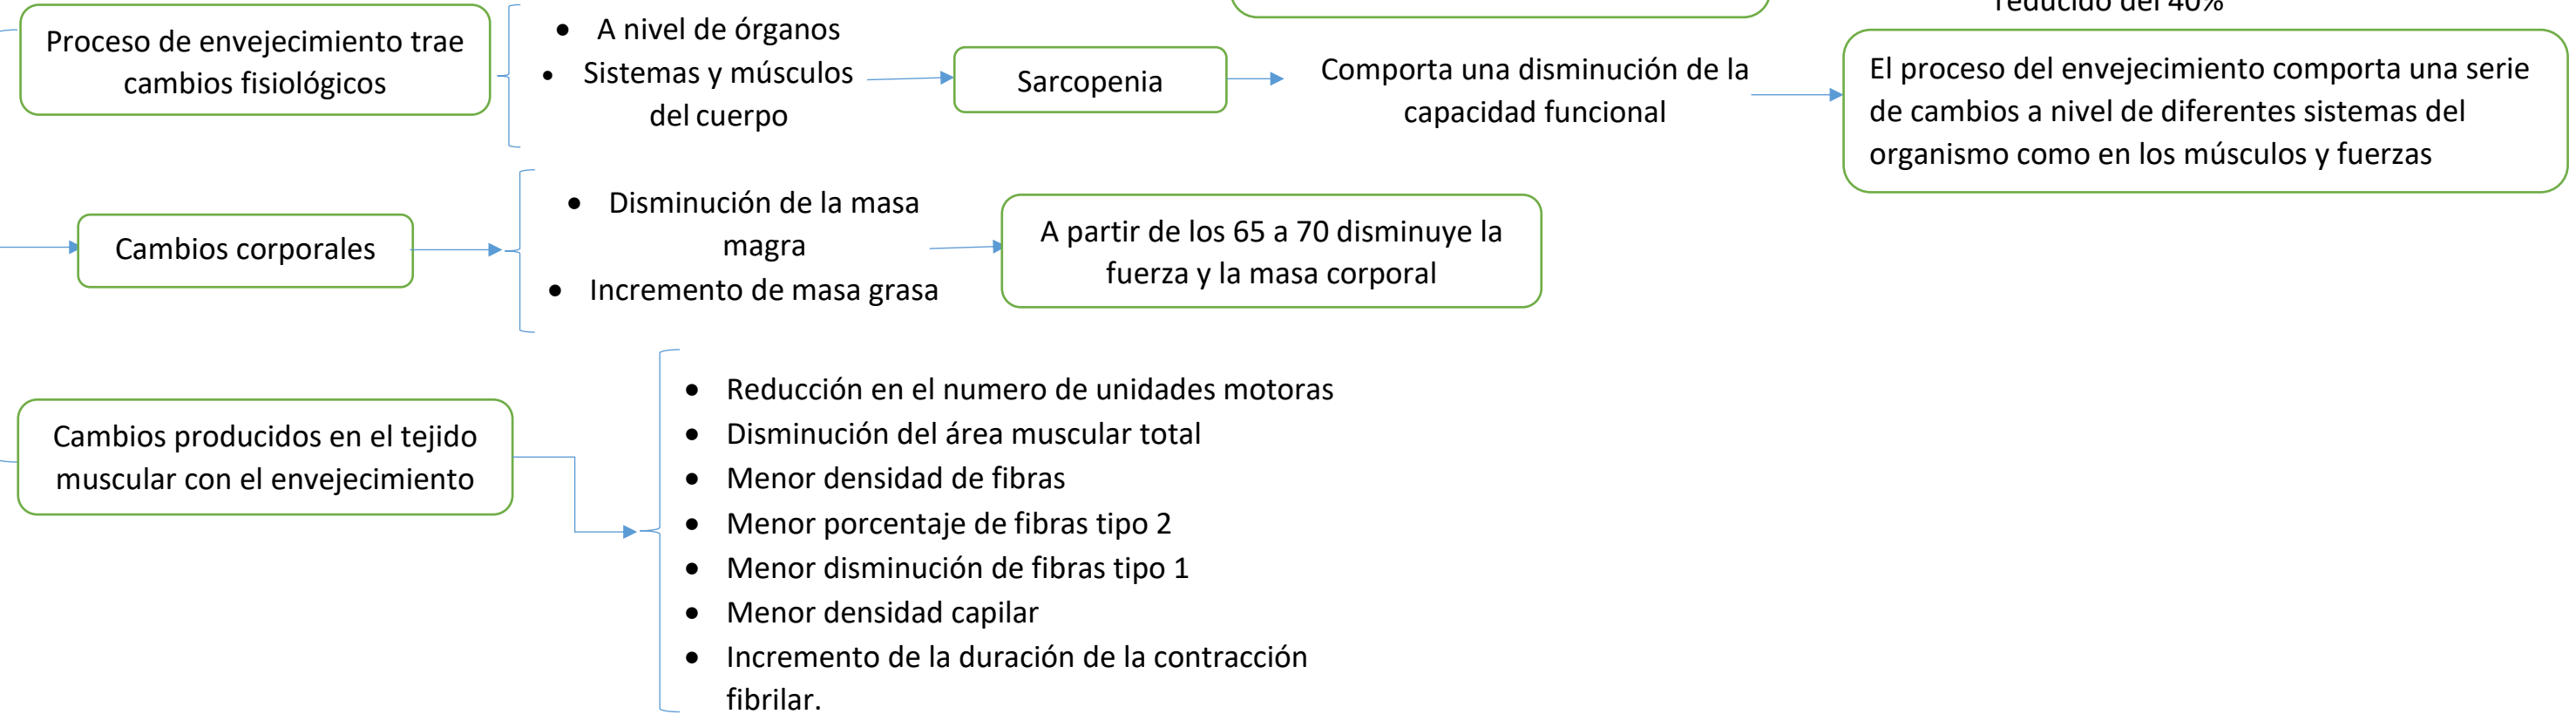 reducido del 40%
Proceso de envejecimiento trae
cambios fisiológicos
• A nivel de órganos
• Sistemas y músculos
del cuerpo
Sarcopenia
Comporta una disminución de la
capacidad funcional
El proceso del envejecimiento comporta una serie
de cambios a nivel de diferentes sistemas del
organismo como en los músculos y fuerzas
Cambios corporales
• Disminución de la masa
magra
• Incremento de masa grasa
A partir de los 65 a 70 disminuye la
fuerza y la masa corporal
Cambios producidos en el tejido
muscular con el envejecimiento
• Reducción en el numero de unidades motoras
• Disminución del área muscular total
• Menor densidad de fibras
• Menor porcentaje de fibras tipo 2
• Menor disminución de fibras tipo 1
• Menor densidad capilar
• Incremento de la duración de la contracción
fibrilar.